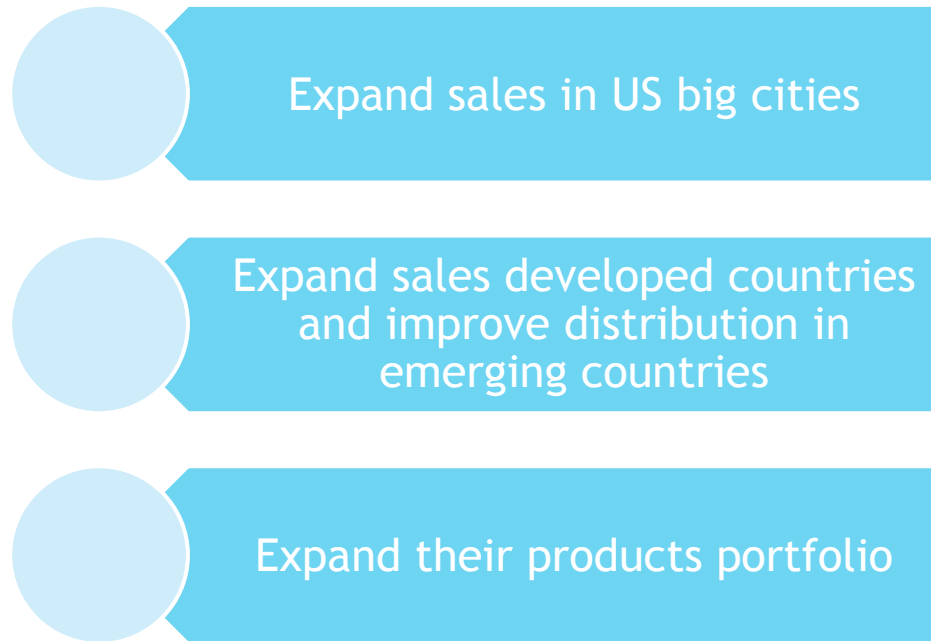 Expand sales in US big cities
Expand sales developed countries
and improve distribution in
emerging countries
Expand their products portfolio